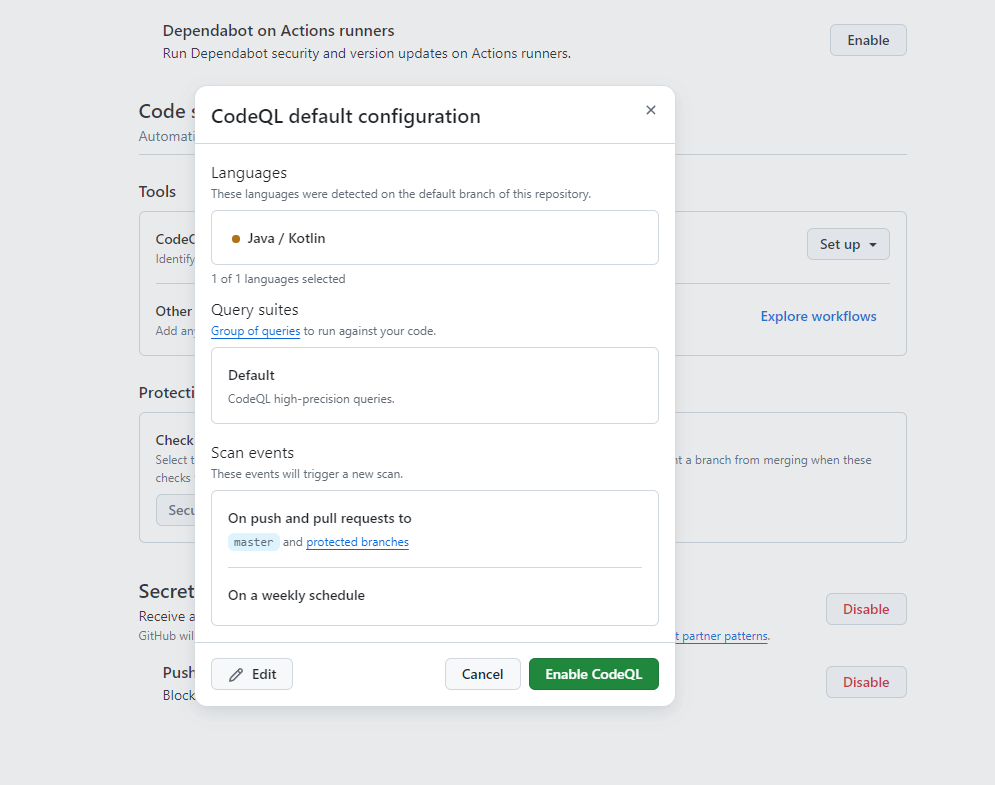 Dependabot on Actions runners
Run Dependabot security and version updates on Actions runners.
Enable
Code
Automati
CodeQL default configuration
Languages
These languages were detected on the default branch of this repository.
Java / Kotlin
1 of 1 languages selected
Query suites
Group of queries to run against your code.
Default
CodeQL high-precision queries.
Scan events
These events will trigger a new scan.
On push and pull requests to
master and protected branches
On a weekly schedule
Edit
Cancel
Enable CodeQL
Tools
CodeQ
Identify
Set up
Other
Add any
Explore workflows
Protecti
Check
Select t
nt a branch from merging when these
checks
Secu
Secret
Receive a
GitHub wil
t partner patterns.
Disable
Push
Block
Disable